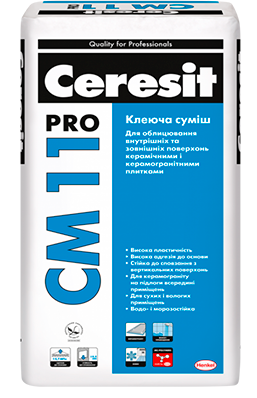 Quality for Professionals
Ceresit
CM 11
PRO
Клеюча суміш
Для облицювання
внутрішніх та
зовнішніх поверхонь
керамічними і
керамогранітними
плитками
• Висока пластичність
• Висока адгезія до основи
• Стійка до сповзання з
вертикальних поверхонь
• Для керамограніту
на підлоги всередині
приміщень
• Для сухих і вологих
приміщень
• Водо- і морозостійка
Henkel